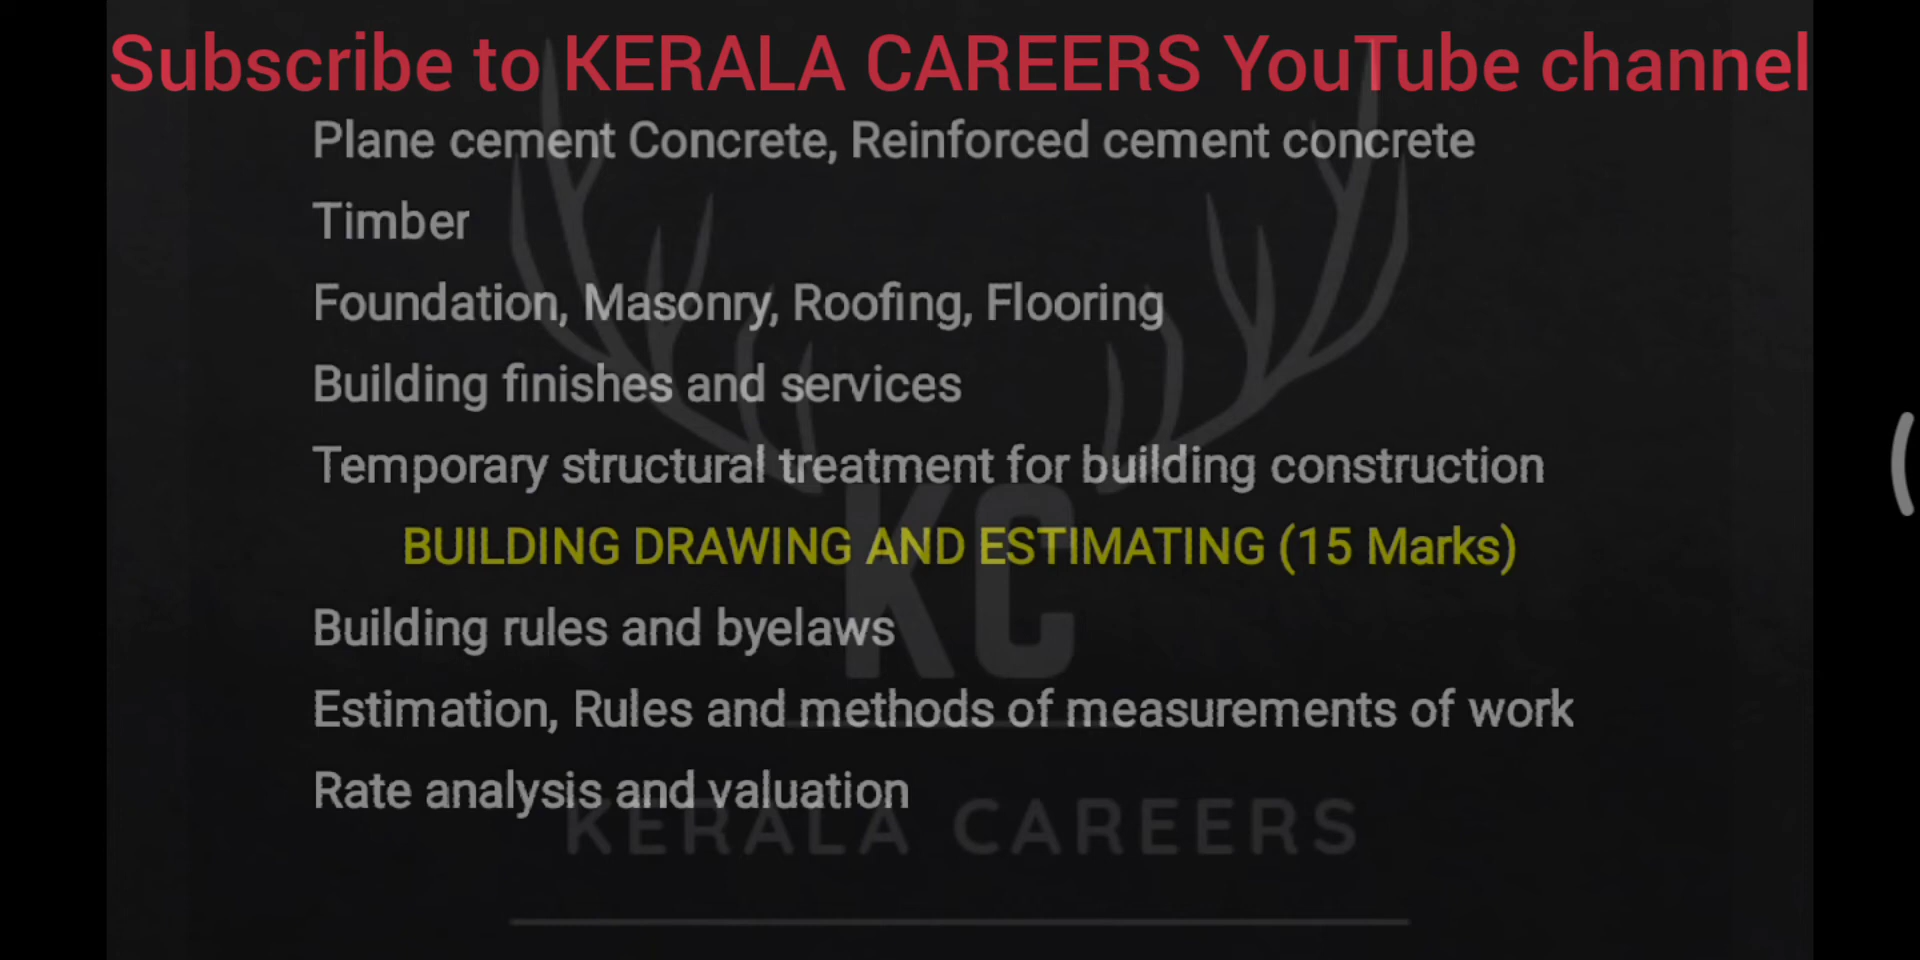 Subscribe to KERALA CAREERS YouTube channel
Plane cement Concrete, Reinforced cement concrete
Timber
Foundation, Masonry, Roofing, Flooring
Building finishes and services
Temporary structural treatment for building construction
BUILDING DRAWING AND ESTIMATING (15 Marks)
Building rules and byelaws
KC
Estimation, Rules and methods of measurements of work
Rate analysis and valuation
KERALA CAREERS